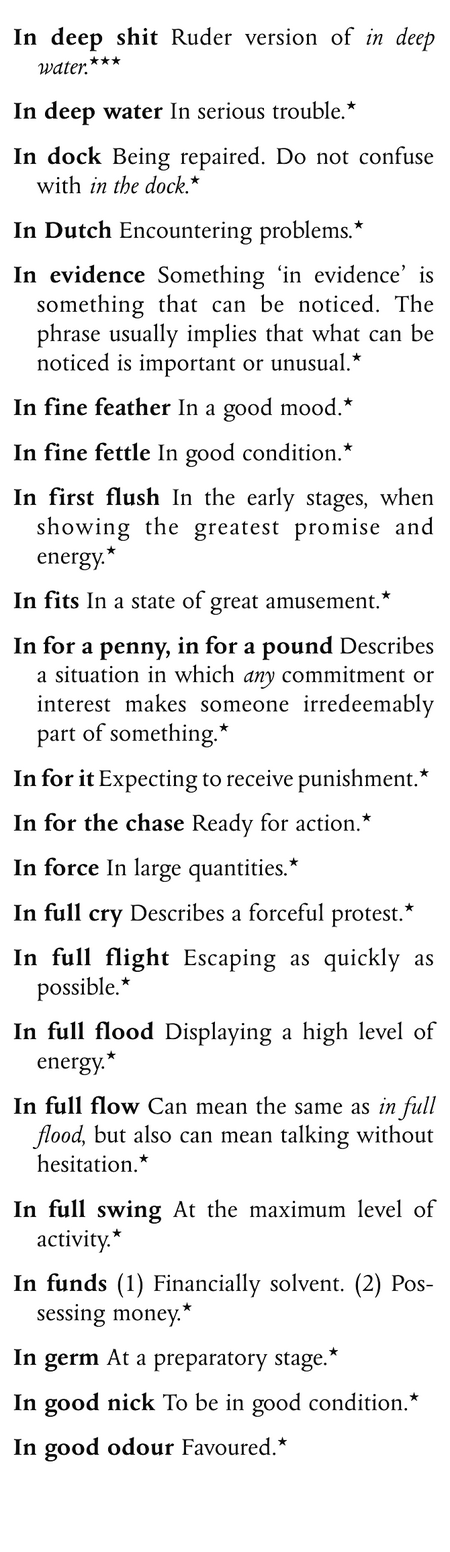 In deep shit Ruder version of in deep
water.★★★
In deep water In serious trouble.★
In dock Being repaired. Do not confuse
with in the dock.★
In Dutch Encountering problems.★
In evidence Something ‘in evidence’ is
something that can be noticed. The
phrase usually implies that what can be
noticed is important or unusual.★
In fine feather In a good mood.★
In fine fettle In good condition.★
In first flush In the early stages, when
showing the greatest promise and
energy.★
In fits In a state of great amusement.★
In for a penny, in for a pound Describes
a situation in which any commitment or
interest makes someone irredeemably
part of something.★
In for it Expecting to receive punishment.★
In for the chase Ready for action.★
In force In large quantities.★
In full cry Describes a forceful protest.★
In full flight Escaping as quickly as
possible.★
In full flood Displaying a high level of
energy.★
In full flow Can mean the same as in full
flood, but also can mean talking without
hesitation.★
In full swing At the maximum level of
activity.★
In funds (1) Financially solvent. (2) Pos-
sessing money.★
In germ At a preparatory stage.★
In good nick To be in good condition.★
In good odour Favoured.★